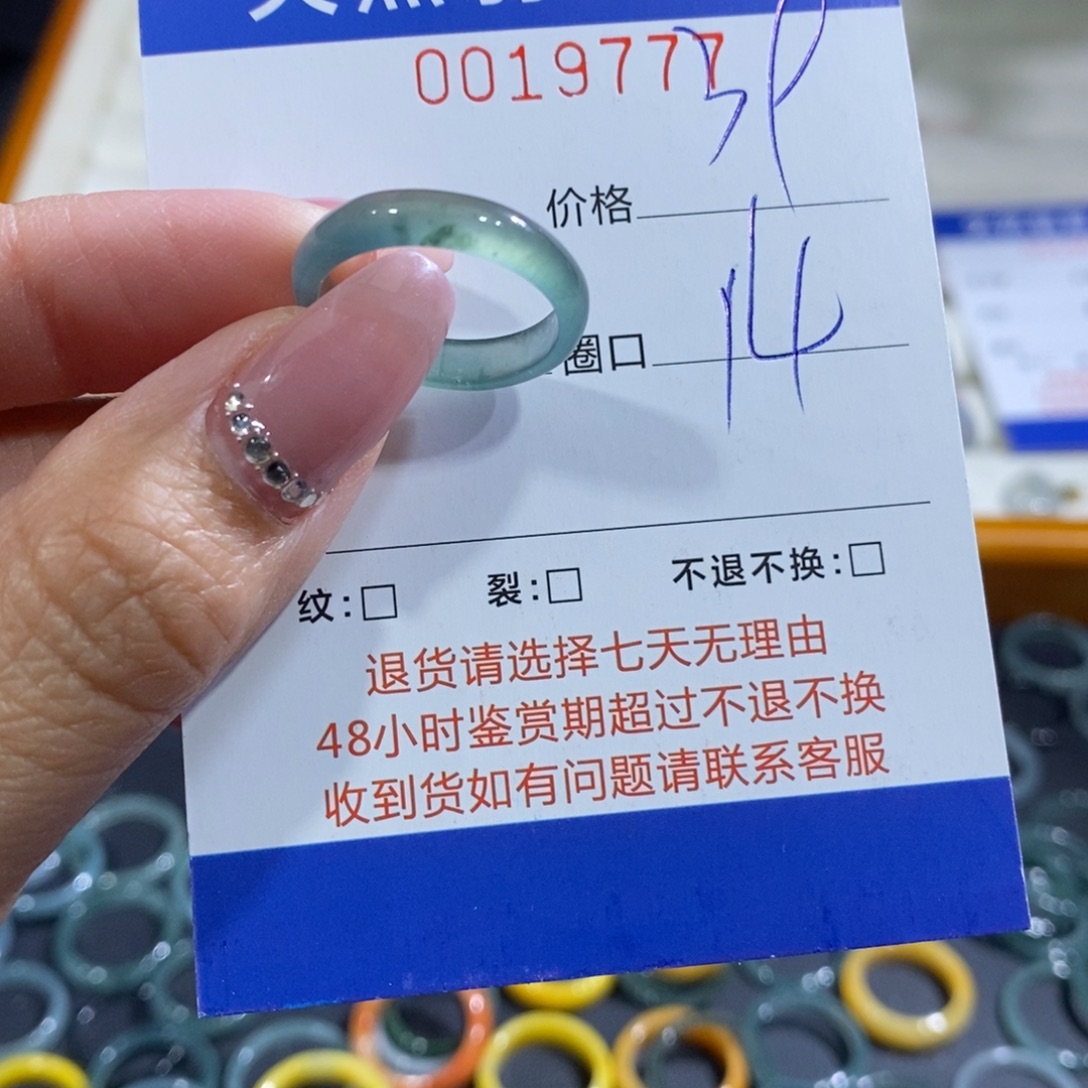 0019777
价格
圈口 14
纹:□ 裂:□ 不退不换:□
退货请选择七天无理由
48小时鉴赏期超过不退不换
收到货如有问题请联系客服